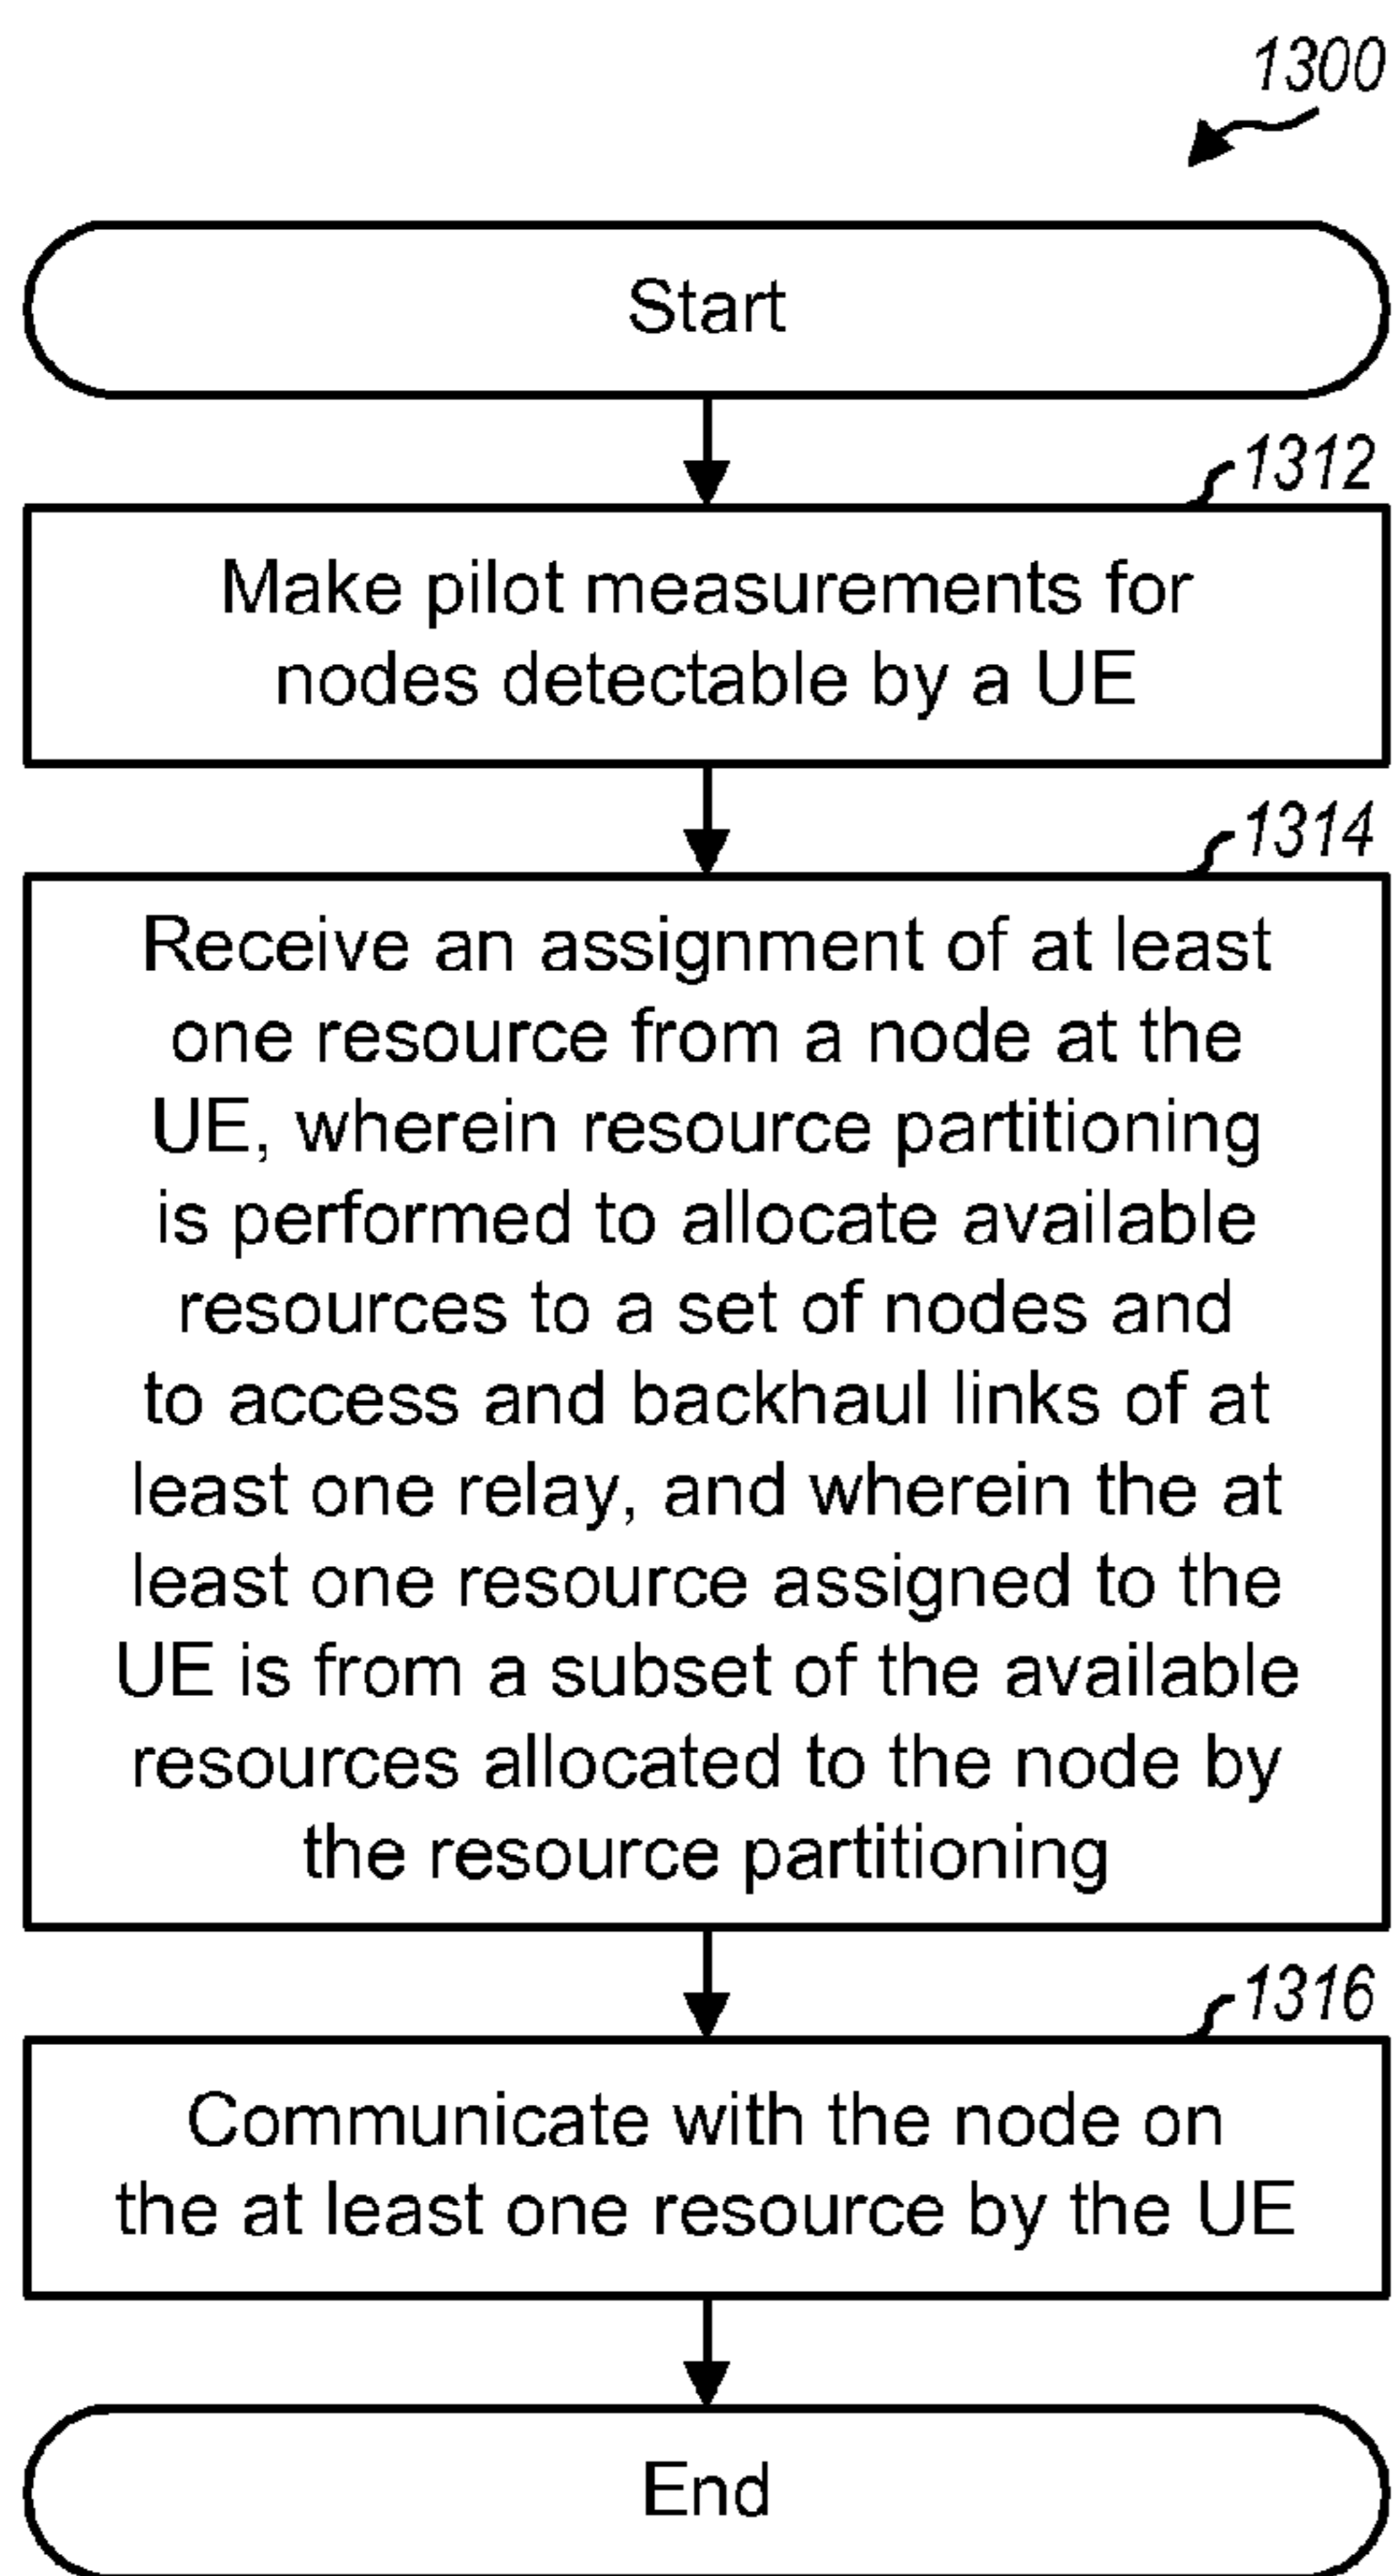 1300
Start
1312
Make pilot measurements for
nodes detectable by a UE
1314
Receive an assignment of at least
one resource from a node at the
UE, wherein resource partitioning
is performed to allocate available
resources to a set of nodes and
to access and backhaul links of at
least one relay, and wherein the at
least one resource assigned to the
UE is from a subset of the available
resources allocated to the node by
the resource partitioning
1316
Communicate with the node on
the at least one resource by the UE
End